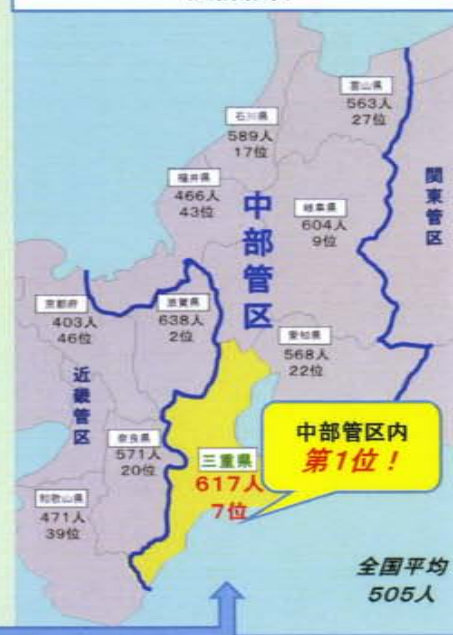 富山県
563人
27位
石川県
589人
17位
福井県
466人
43位
岐阜県
604人
9位
中部管区
関東管区
京都府
403人
46位
滋賀県
638人
2位
愛知県
568人
22位
近畿管区
奈良県
571人
20位
三重県
617人
7位
中部管区内
第1位！
和歌山県
471人
39位
全国平均
505人